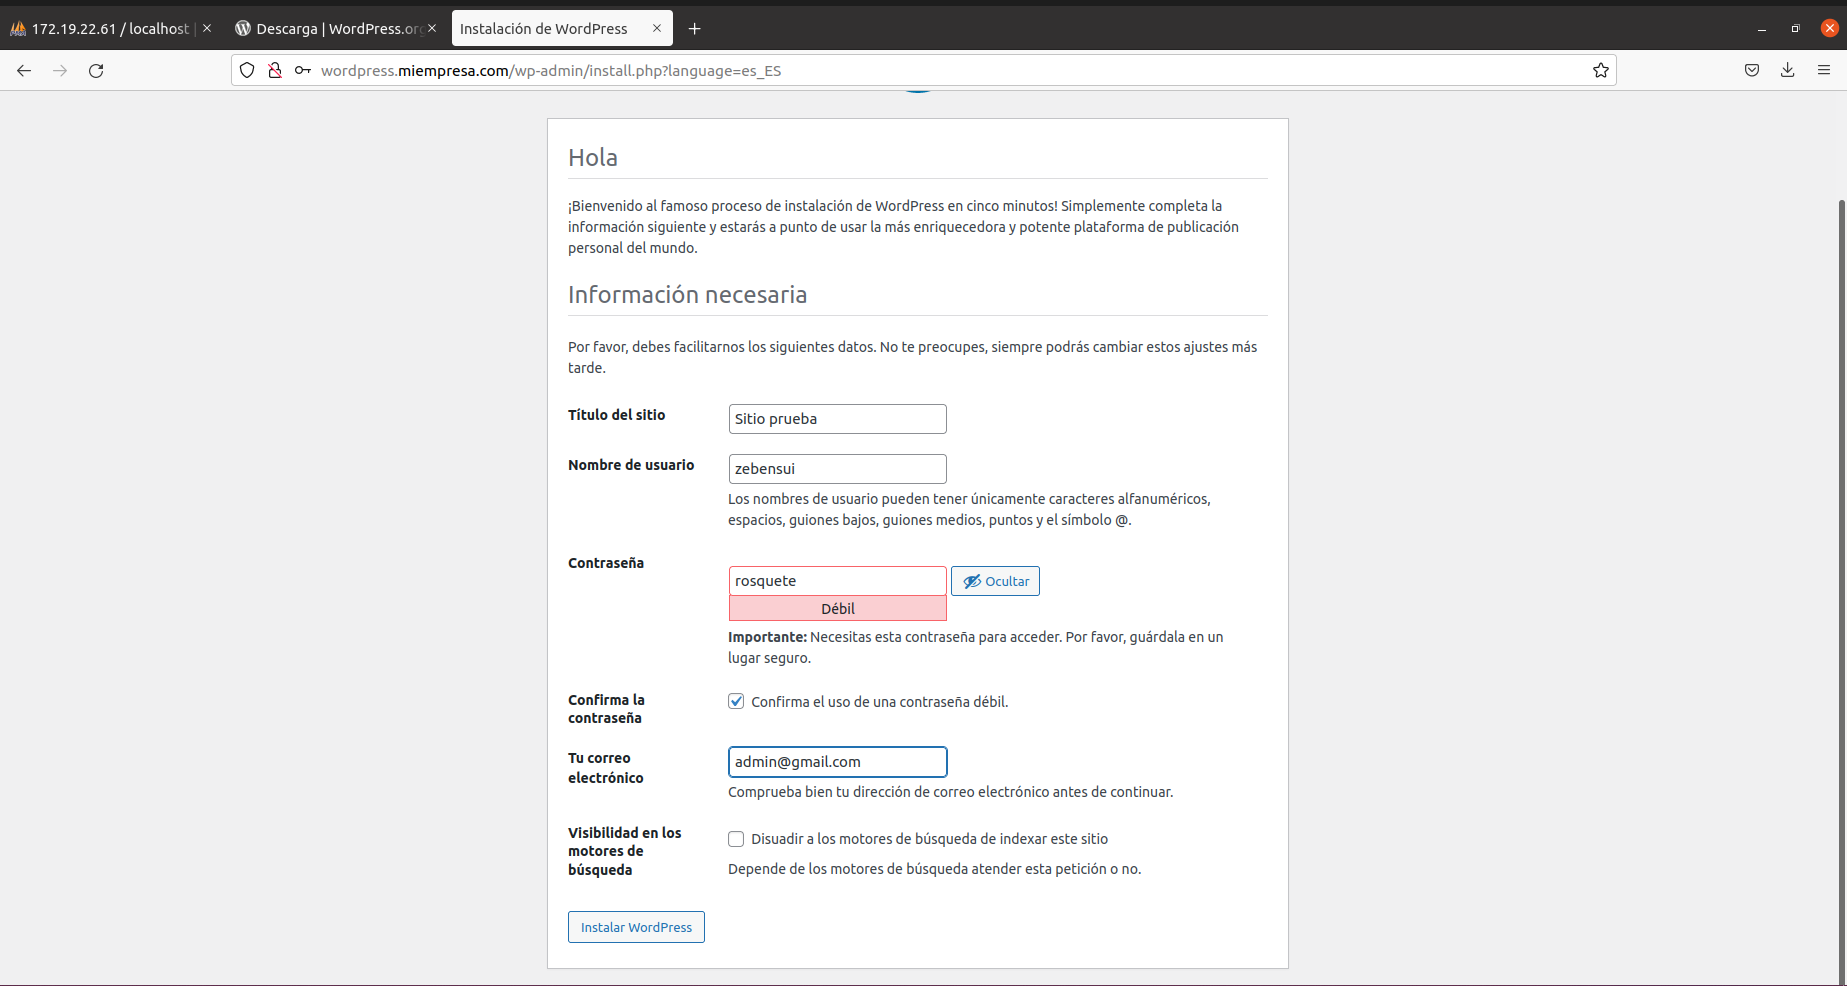 172.19.22.61 / localhost |
Descarga | WordPress.org
Instalación de WordPress
wordpress.miempresa.com/wp-admin/install.php?language=es_ES
Hola
¡Bienvenido al famoso proceso de instalación de WordPress en cinco minutos! Simplemente completa la
información siguiente y estarás a punto de usar la más enriquecedora y potente plataforma de publicación
personal del mundo.
Información necesaria
Por favor, debes facilitarnos los siguientes datos. No te preocupes, siempre podrás cambiar estos ajustes más
tarde.
Título del sitio
Sitio prueba
Nombre de usuario
zebensui
Los nombres de usuario pueden tener únicamente caracteres alfanuméricos,
espacios, guiones bajos, guiones medios, puntos y el símbolo @.
Contraseña
rosquete
Ocultar
Débil
Importante: Necesitas esta contraseña para acceder. Por favor, guárdala en un
lugar seguro.
Confirma la
contraseña
Confirma el uso de una contraseña débil.
Tu correo
electrónico
admin@gmail.com
Comprueba bien tu dirección de correo electrónico antes de continuar.
Visibilidad en los
motores de
búsqueda
Disuadir a los motores de búsqueda de indexar este sitio
Depende de los motores de búsqueda atender esta petición o no.
Instalar WordPress